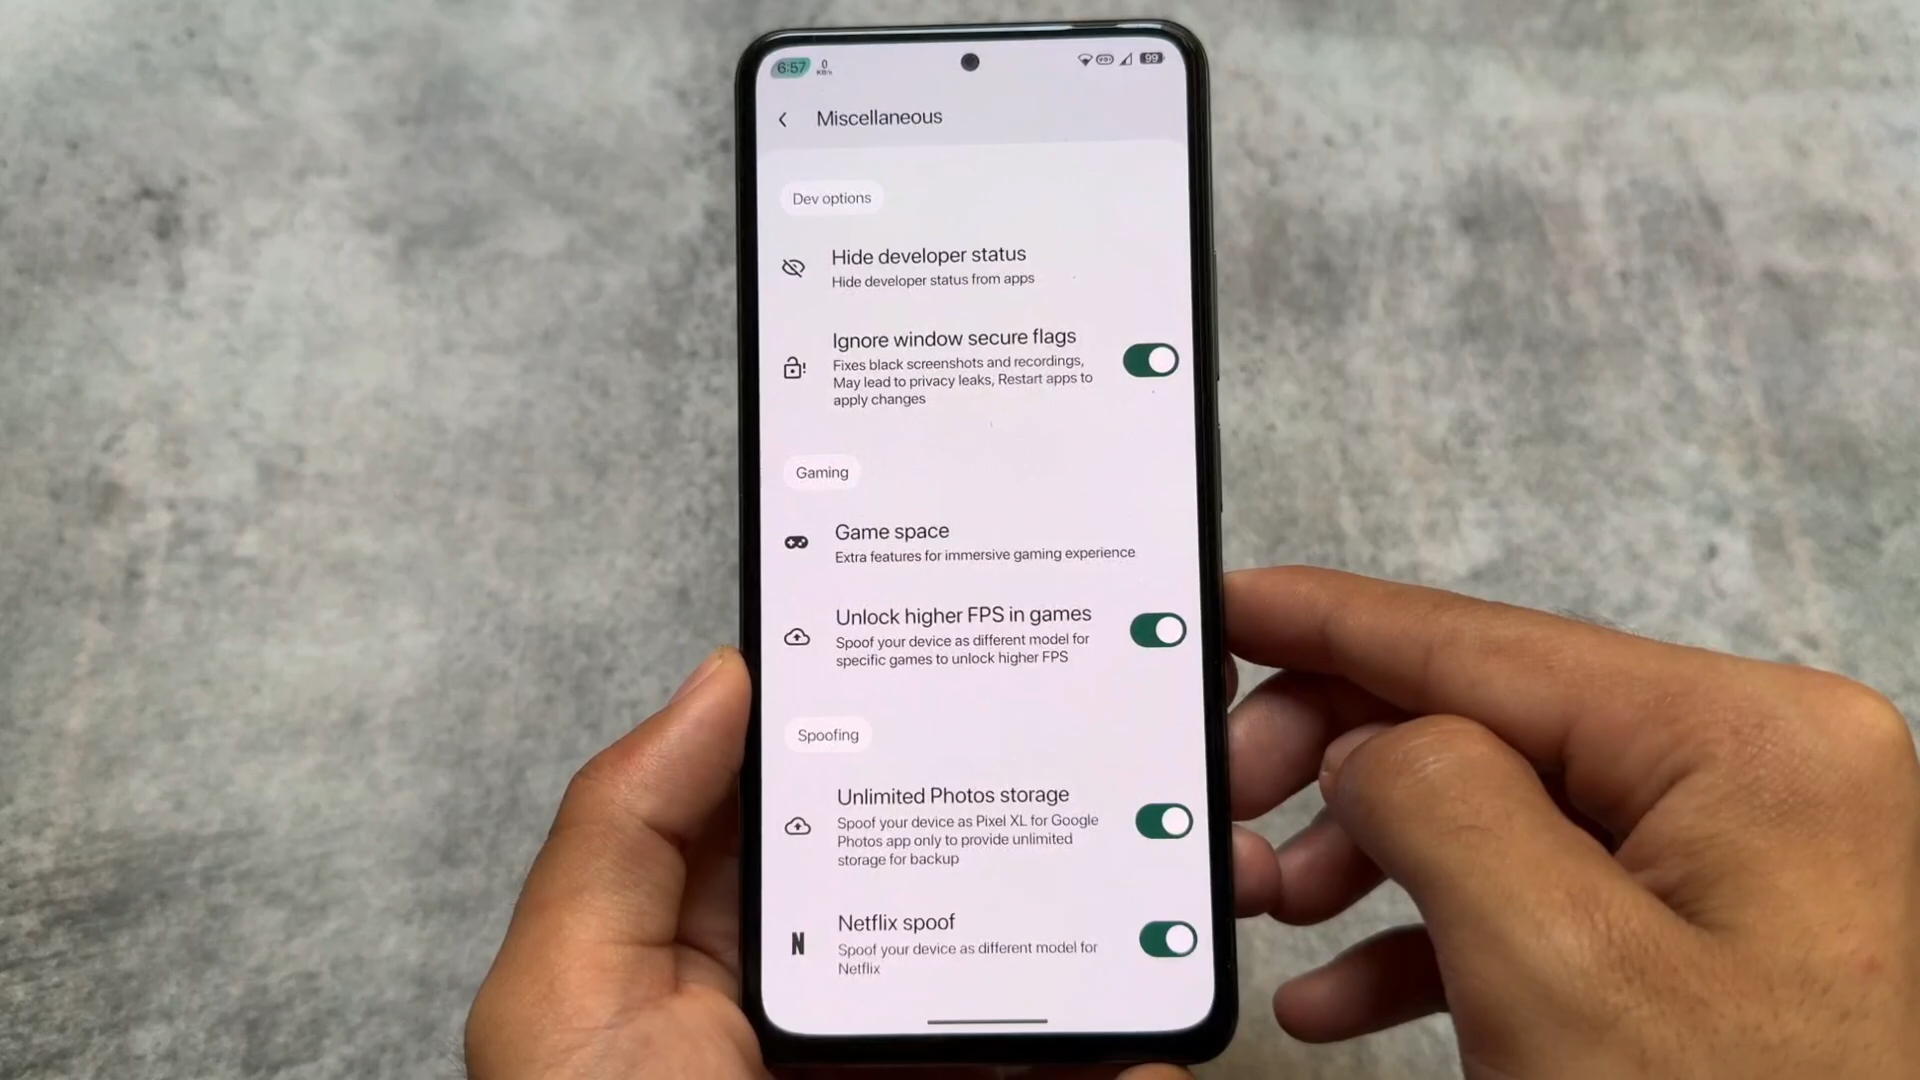 6:57
0
KB/s
99
Miscellaneous
Dev options
Hide developer status
Hide developer status from apps
Ignore window secure flags
Fixes black screenshots and recordings,
May lead to privacy leaks, Restart apps to
apply changes
Gaming
Game space
Extra features for immersive gaming experience
Unlock higher FPS in games
Spoof your device as different model for
specific games to unlock higher FPS
Spoofing
Unlimited Photos storage
Spoof your device as Pixel XL for Google
Photos app only to provide unlimited
storage for backup
N
Netflix spoof
Spoof your device as different model for
Netflix